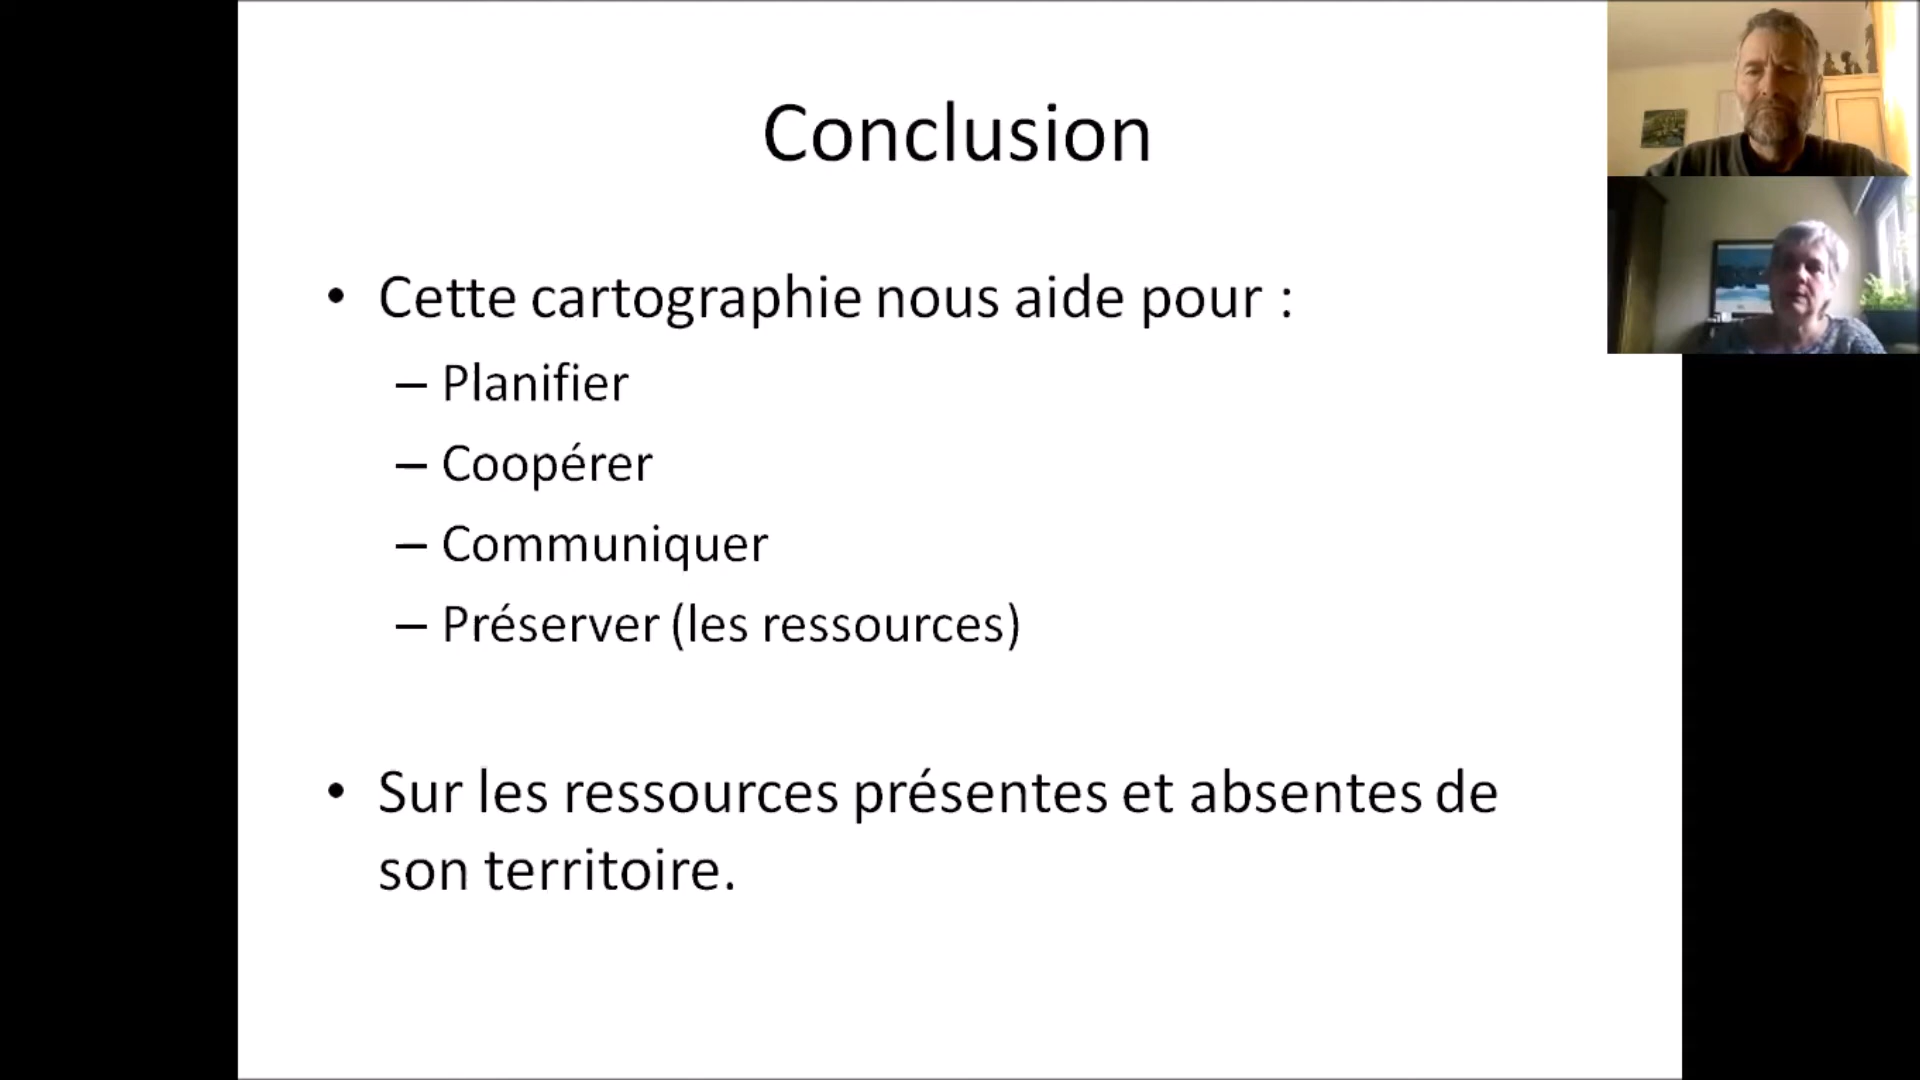 Conclusion
• Cette cartographie nous aide pour :
– Planifier
– Coopérer
– Communiquer
– Préserver (les ressources)
• Sur les ressources présentes et absentes de
son territoire.